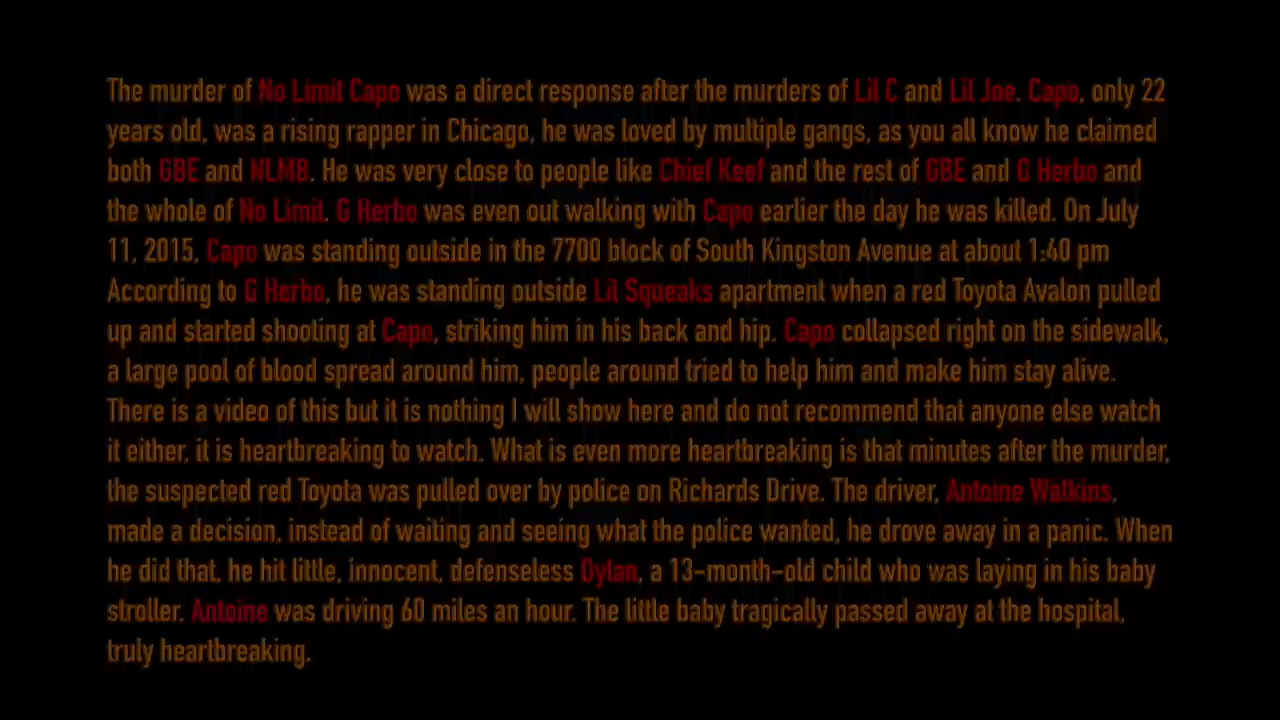 The murder of No Limit Capo was a direct response after the murders of Lil C and Lil Joe. Capo, only 22
years old, was a rising rapper in Chicago, he was loved by multiple gangs, as you all know he claimed
both GBE and NLMB. He was very close to people like Chief Keef and the rest of GBE and G Herbo and
the whole of No Limit. G Herbo was even out walking with Capo earlier the day he was killed. On July
11, 2015, Capo was standing outside in the 7700 block of South Kingston Avenue at about 1:40 pm
According to G Herbo, he was standing outside Lil Squeaks apartment when a red Toyota Avalon pulled
up and started shooting at Capo, striking him in his back and hip. Capo collapsed right on the sidewalk,
a large pool of blood spread around him, people around tried to help him and make him stay alive.
There is a video of this but it is nothing I will show here and do not recommend that anyone else watch
it either, it is heartbreaking to watch. What is even more heartbreaking is that minutes after the murder,
the suspected red Toyota was pulled over by police on Richards Drive. The driver, Antoine Watkins,
made a decision, instead of waiting and seeing what the police wanted, he drove away in a panic. When
he did that, he hit little, innocent, defenseless Dylan, a 13-month-old child who was laying in his baby
stroller. Antoine was driving 60 miles an hour. The little baby tragically passed away at the hospital,
truly heartbreaking.